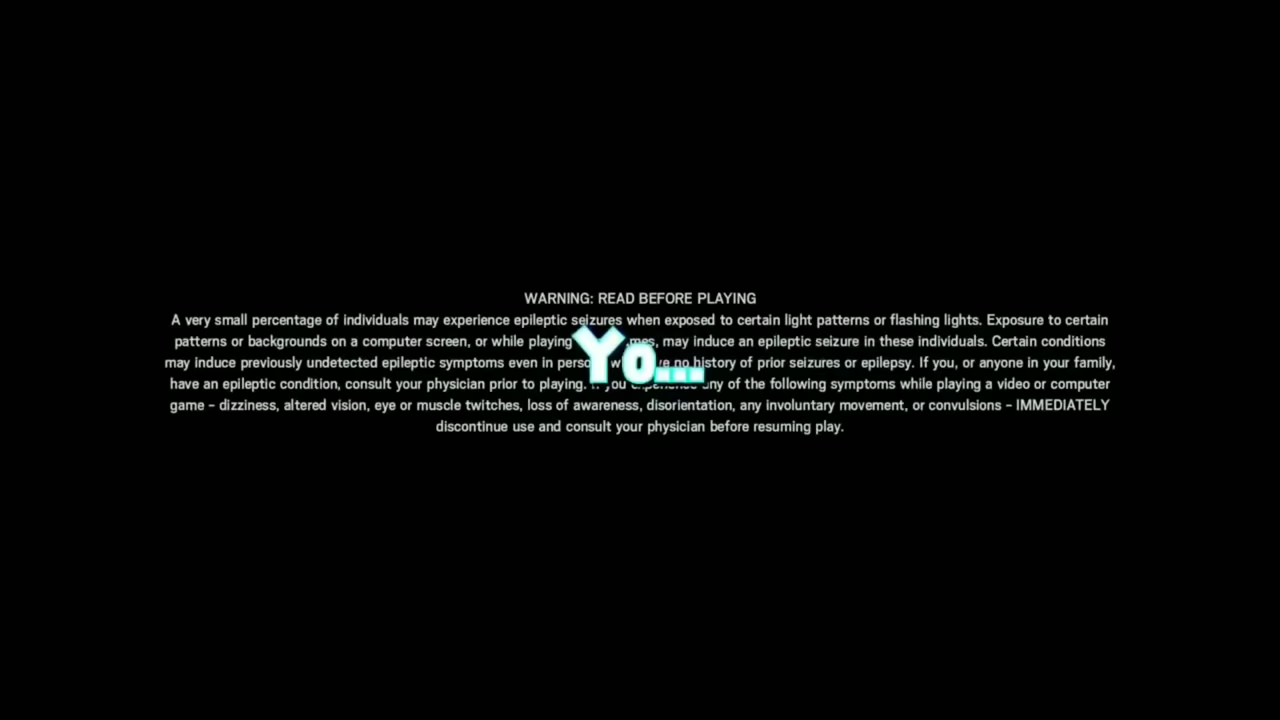 WARNING: READ BEFORE PLAYING
A very small percentage of individuals may experience epileptic seizures when exposed to certain light patterns or flashing lights. Exposure to certain
patterns or backgrounds on a computer screen, or while playing may induce an epileptic seizure in these individuals. Certain conditions
may induce previously undetected epileptic symptoms even in no history of prior seizures or epilepsy. If you, or anyone in your family,
have an epileptic condition, consult your physician prior to playing. you any of the following symptoms while playing a video or computer
game – dizziness, altered vision, eye or muscle twitches, loss of awareness, disorientation, any involuntary movement, or convulsions – IMMEDIATELY
discontinue use and consult your physician before resuming play.
Yo...